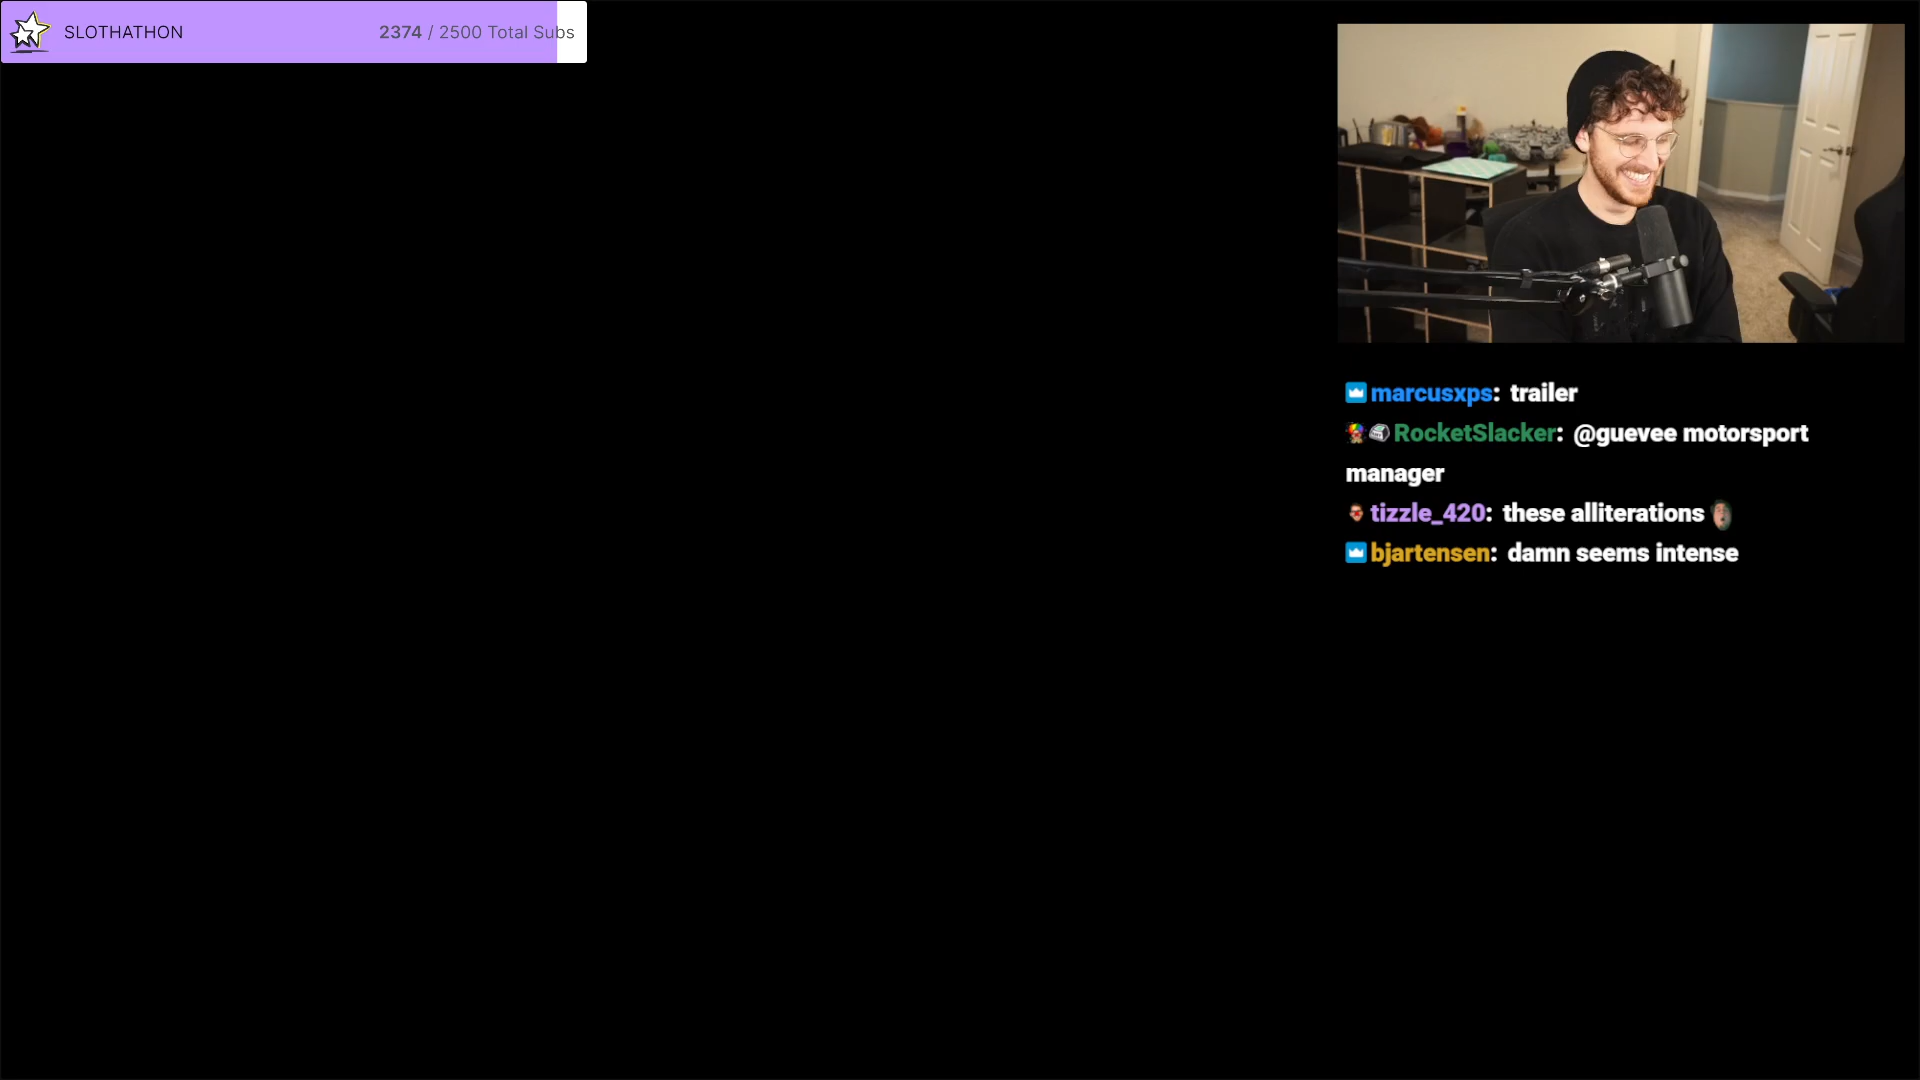 SLOTHATHON
2374 / 2500 Total Subs
marcusxps: trailer
RocketSlacker: @guevee motorsport
manager
tizzle_420: these alliterations
bjartensen: damn seems intense